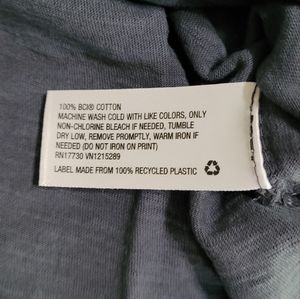 100% BCI® COTTON
MACHINE WASH COLD WITH LIKE COLORS, ONLY
NON-CHLORINE BLEACH IF NEEDED, TUMBLE
DRY LOW, REMOVE PROMPTLY, WARM IRON IF
NEEDED (DO NOT IRON ON PRINT)
RN17730 VN1215289
LABEL MADE FROM 100% RECYCLED PLASTIC